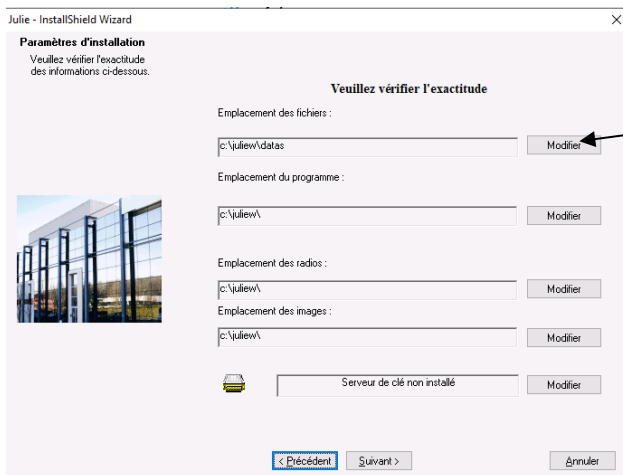 Julie - InstallShield Wizard
Paramètres d'installation
Veuillez vérifier l'exactitude
des informations ci-dessous.
Veuillez vérifier l'exactitude
Emplacement des fichiers :
c:\juliew\datas
Modifier
Emplacement du programme :
c:\juliew\
Modifier
Emplacement des radios :
c:\juliew\
Modifier
Emplacement des images :
c:\juliew\
Modifier
Serveur de clé non installé
Modifier
< Précédent
Suivant >
Annuler